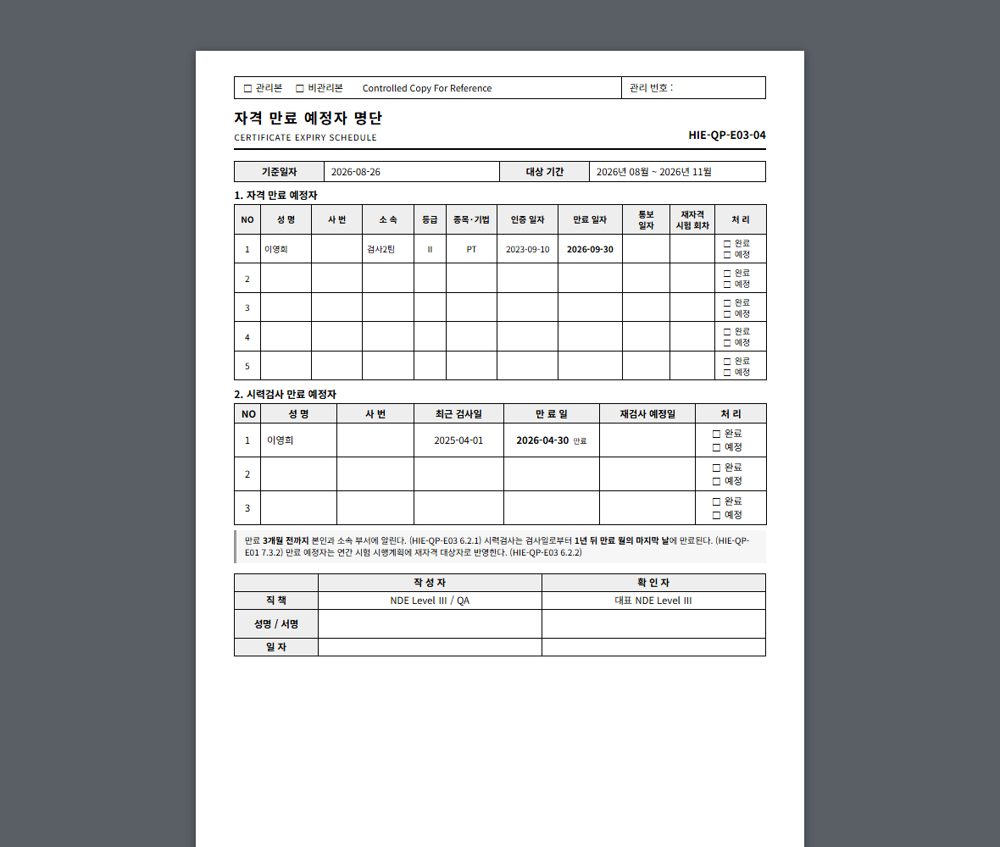 □ 관리본 □ 비관리본 Controlled Copy For Reference 관리 번호 :
자격 만료 예정자 명단
CERTIFICATE EXPIRY SCHEDULE HIE-QP-E03-04
기준일자 2026-08-26 대상 기간 2026년 08월 ~ 2026년 11월
1. 자격 만료 예정자
NO 성 명 사 번 소 속 등급 종목·기법 인증 일자 만료 일자 통보 일자 재자격 시험 회차 처 리
1 이영희 검사2팀 II PT 2023-09-10 2026-09-30 □ 완료
□ 예정
2 □ 완료
□ 예정
3 □ 완료
□ 예정
4 □ 완료
□ 예정
5 □ 완료
□ 예정
2. 시력검사 만료 예정자
NO 성 명 사 번 최근 검사일 만 료 일 재검사 예정일 처 리
1 이영희 2025-04-01 2026-04-30 만료 □ 완료
□ 예정
2 □ 완료
□ 예정
3 □ 완료
□ 예정
만료 3개월 전까지 본인과 소속 부서에 알린다. (HIE-QP-E03 6.2.1) 시력검사는 검사일로부터 1년 뒤 만료 월의 마지막 날에 만료된다. (HIE-QP-
E01 7.3.2) 만료 예정자는 연간 시험 시행계획에 재자격 대상자로 반영한다. (HIE-QP-E03 6.2.2)
작 성 자 확 인 자
직 책 NDE Level III / QA 대표 NDE Level III
성명 / 서명
일 자